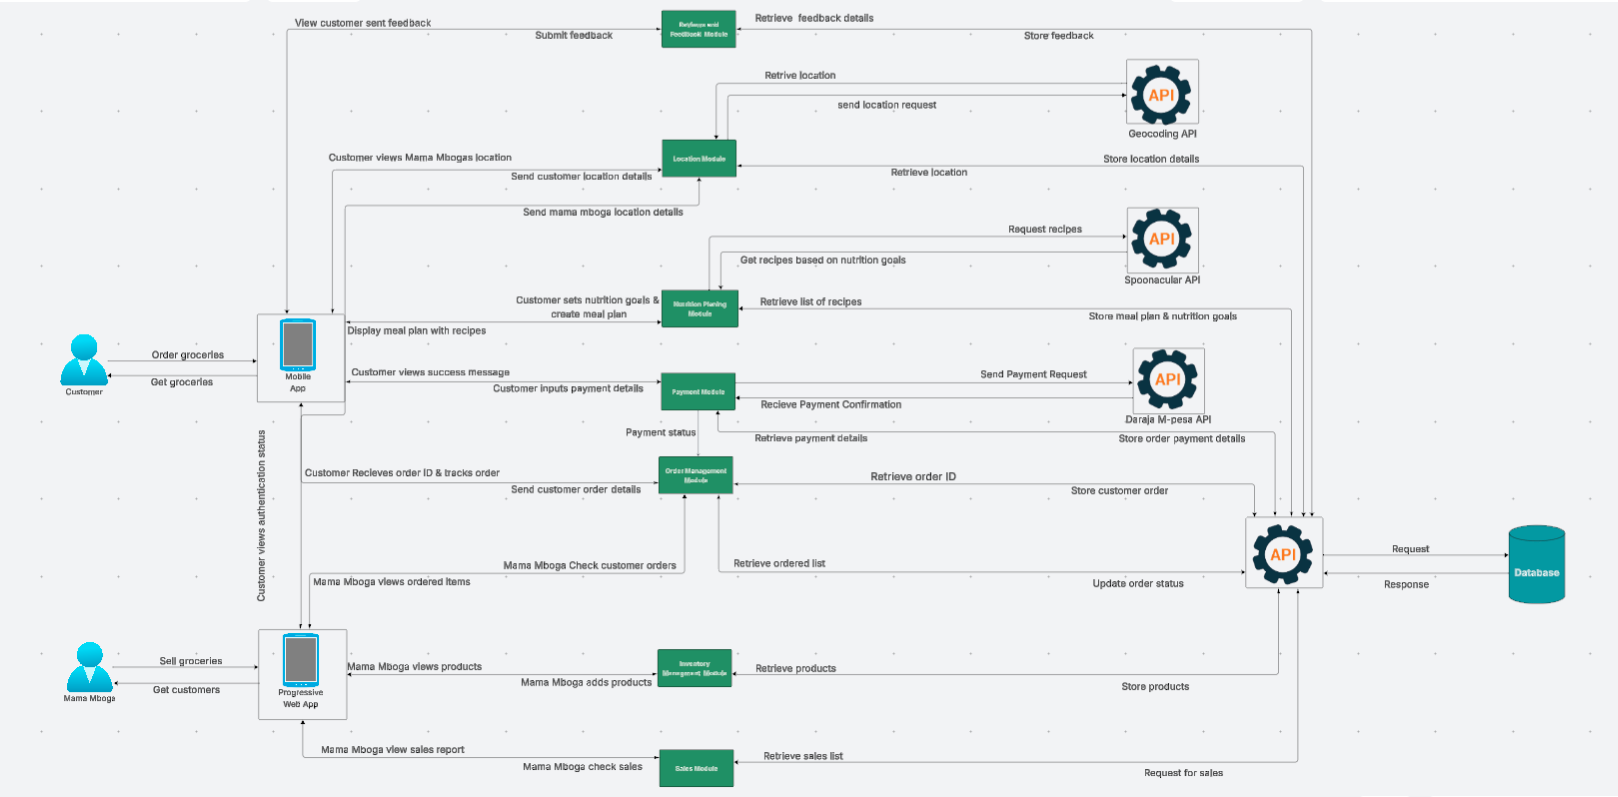 View customer sent feedback
Submit feedback
Feedback Module
Retrieve feedback details
Store feedback
Retrive location
send location request
API
Geocoding API
Customer views Mama Mbogas location
Send customer location details
Location Module
Store location details
Retrieve location
Send mama mboga location details
Request recipes
Get recipes based on nutrition goals
API
Spoonacular API
Customer sets nutrition goals &
create meal plan
Display meal plan with recipes
Module
Retrieve list of recipes
Store meal plan & nutrition goals
Order groceries
Get groceries
Customer
Mobile
App
Customer views success message
Customer inputs payment details
Payment Module
Send Payment Request
Recieve Payment Confirmation
API
Daraja M-pesa API
Payment status
Retrieve payment details
Store order payment details
Customer views authentication status
Customer Recieves order ID & tracks order
Send customer order details
Order Management
Module
Retrieve order ID
Store customer order
Mama Mboga Check customer orders
Mama Mboga views ordered items
Retrieve ordered list
Update order status
API
Request
Response
Database
Sell groceries
Get customers
Mama Mboga
Progressive
Web App
Mama Mboga views products
Mama Mboga adds products
Inventory
Management Module
Retrieve products
Store products
Mama Mboga view sales report
Mama Mboga check sales
Sales Module
Retrieve sales list
Request for sales